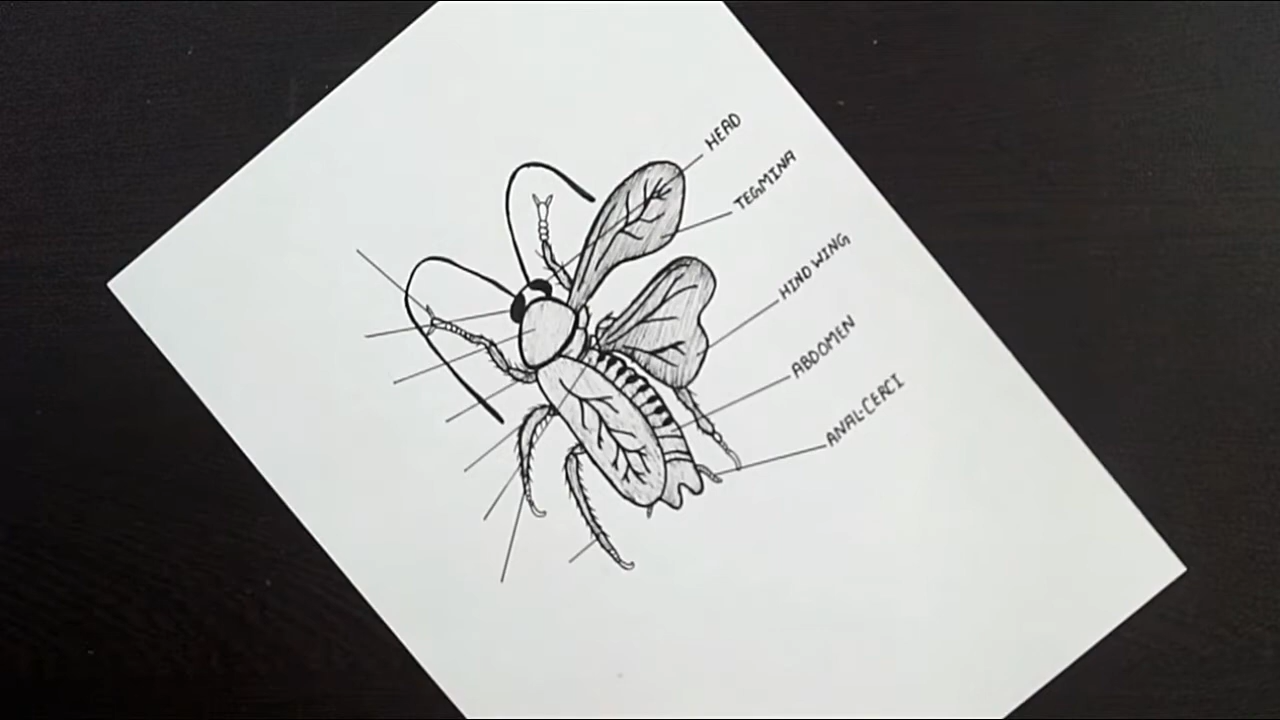 HEAD
TEGMINA
HIND WING
ABDOMEN
ANAL-CERCI